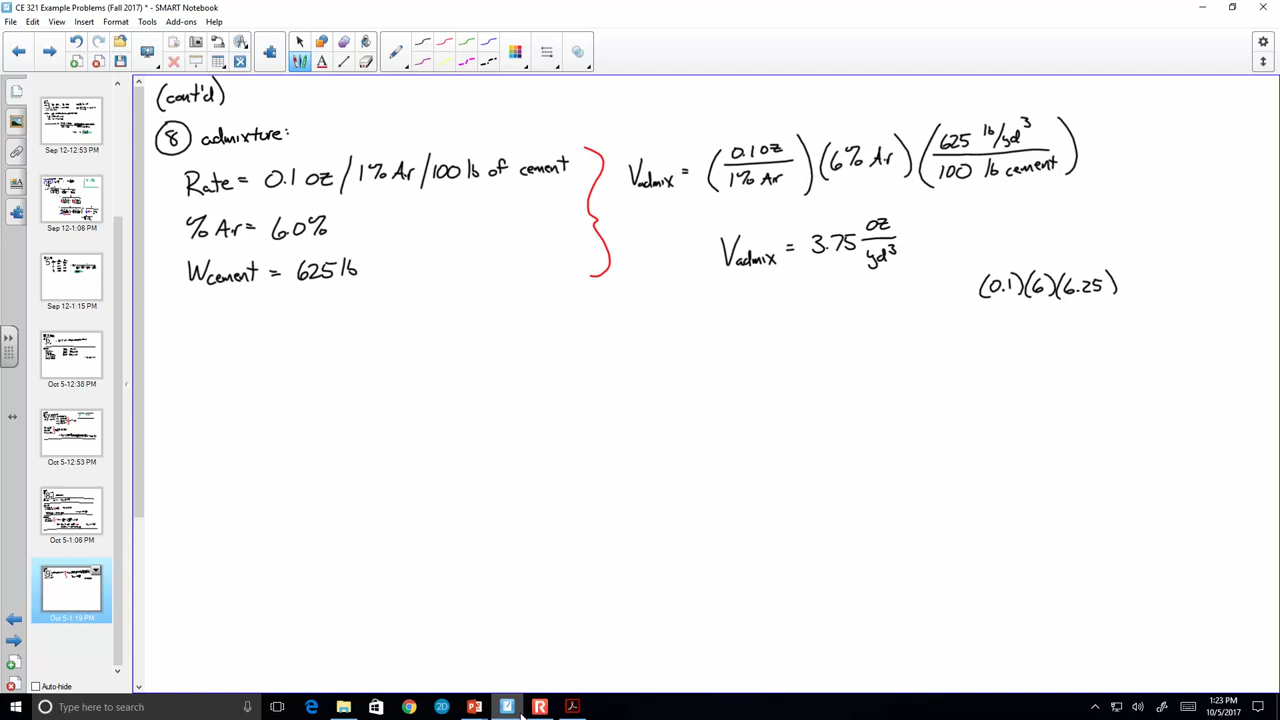 CE 321 Example Problems (Fall 2017) * - SMART Notebook
File Edit View Insert Format Tools Add-ons Help
(cont'd)
8 admixture:
Rate = 0.1 oz / 1% Air / 100 lb of cement
% Air = 6.0%
Wcement = 625 lb
Vadmix = (0.1 oz / 1% Air) (6% Air) (625 lb/yd³ / 100 lb cement)
Vadmix = 3.75 oz/yd³
(0.1)(6)(6.25)
Sep 12-12:53 PM
Sep 12-1:06 PM
Sep 12-1:15 PM
Oct 5-12:38 PM
Oct 5-12:53 PM
Oct 5-1:06 PM
Oct 5-1:19 PM
Auto-hide
Type here to search
1:23 PM
10/5/2017